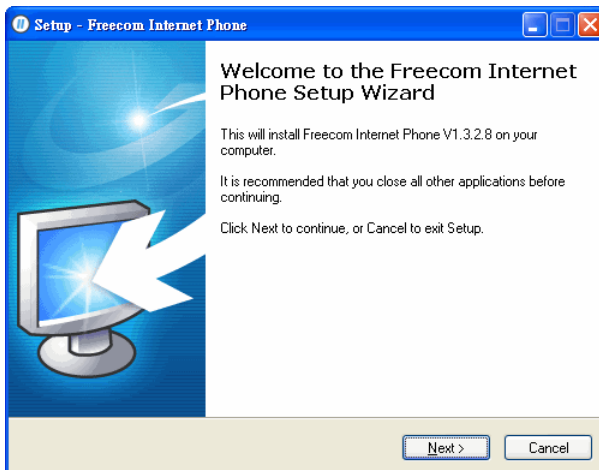 Setup - Freecom Internet Phone
Welcome to the Freecom Internet
Phone Setup Wizard
This will install Freecom Internet Phone V1.3.2.8 on your
computer.
It is recommended that you close all other applications before
continuing.
Click Next to continue, or Cancel to exit Setup.
Next >
Cancel